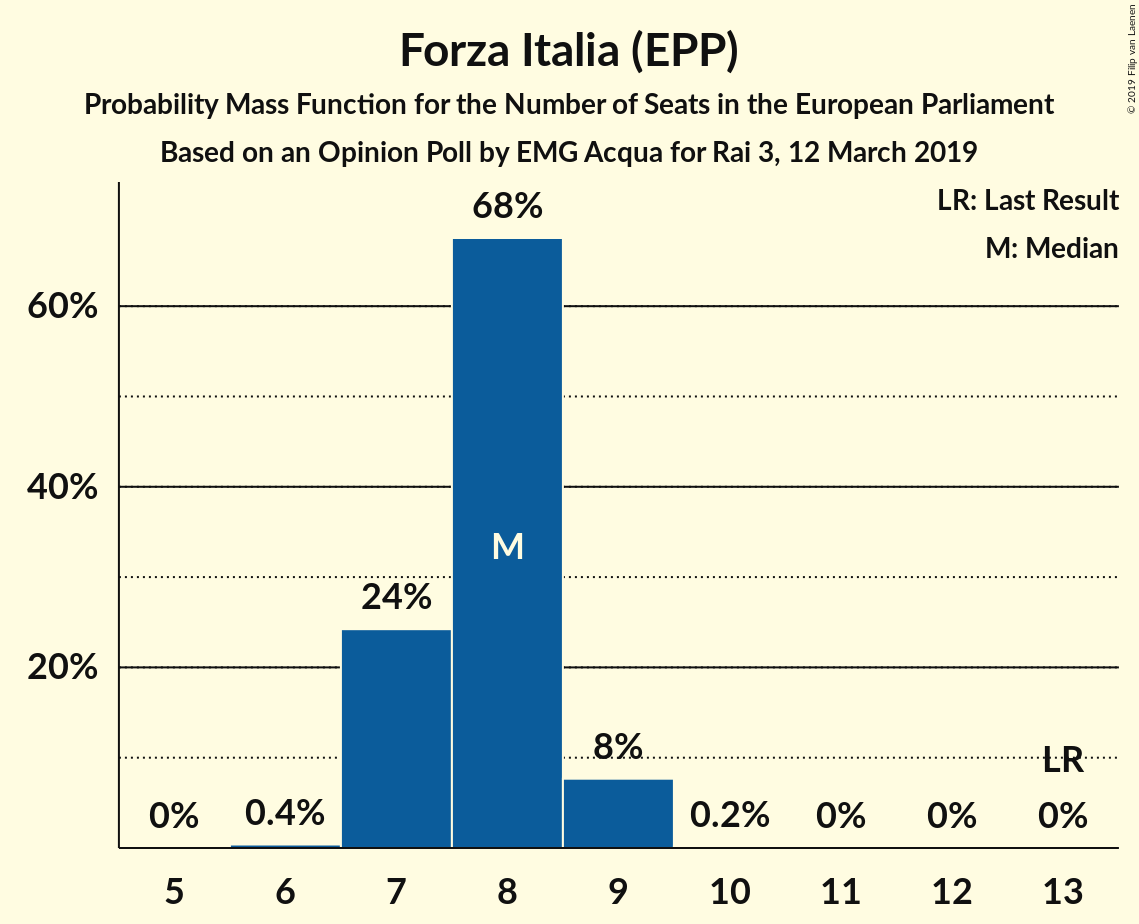 Forza Italia (EPP)
Probability Mass Function for the Number of Seats in the European Parliament
Based on an Opinion Poll by EMG Acqua for Rai 3, 12 March 2019
© 2019 Filip van Laenen
LR: Last Result
M: Median
68%
60%
40%
M
24%
20%
8%
LR
0%
0.4%
0.2%
0%
0%
0%
5 6 7 8 9 10 11 12 13